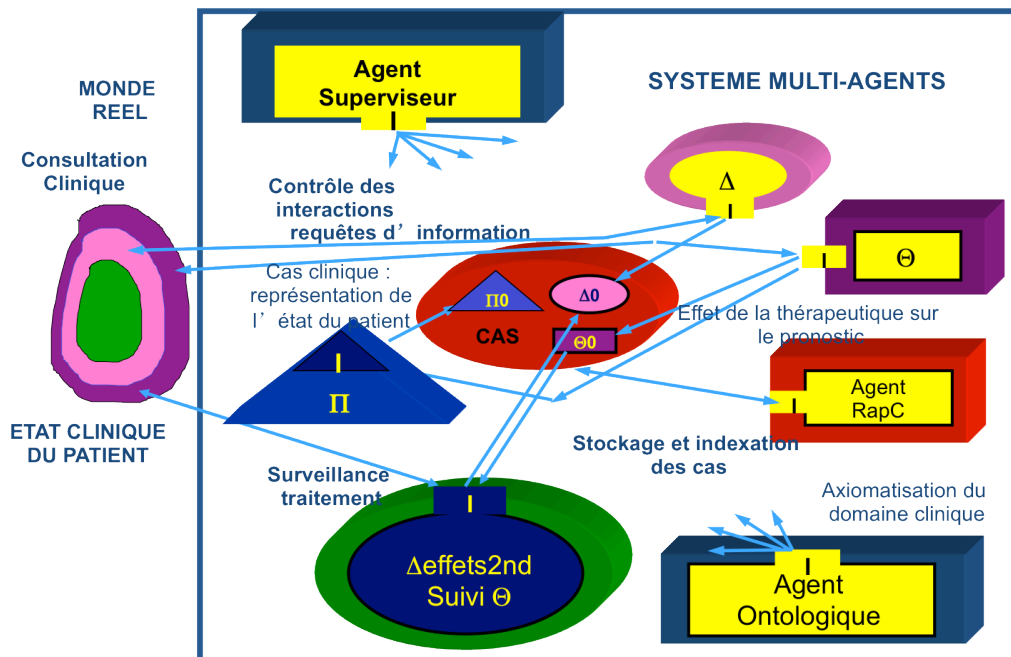 Agent
Superviseur
I
SYSTEME MULTI-AGENTS
MONDE
REEL
Consultation
Clinique
Δ
I
Contrôle des
interactions
requêtes d’ information
I
Θ
Cas clinique :
représentation de
l’ état du patient
Π0
Δ0
CAS
Θ0
Effet de la thérapeutique sur
le pronostic
I
Π
Agent
RapC
I
ETAT CLINIQUE
DU PATIENT
Stockage et indexation
des cas
Surveillance
traitement
I
Δeffets2nd
Suivi Θ
Axiomatisation du
domaine clinique
I
Agent
Ontologique